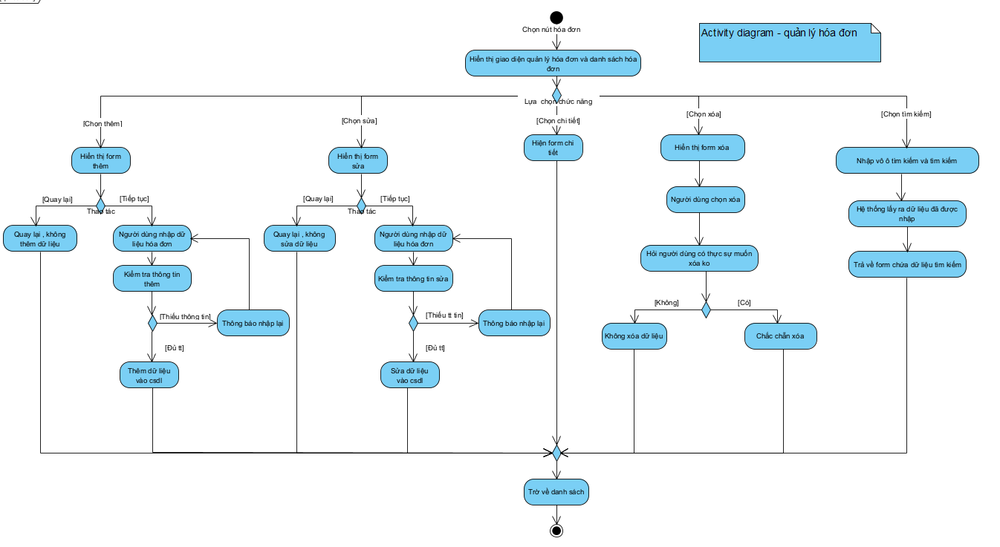 Chọn nút hóa đơn
Activity diagram - quản lý hóa đơn
Hiển thị giao diện quản lý hóa đơn và danh sách hóa
đơn
Lựa chọn chức năng
[Chọn thêm]
[Chọn sửa]
[Chọn chi tiết]
[Chọn xóa]
[Chọn tìm kiếm]
Hiển thị form
thêm
Hiển thị form
sửa
Hiện form chi
tiết
Hiển thị form xóa
Nhập vô ô tìm kiếm và tìm kiếm
[Quay lại]
[Tiếp tục]
Thao tác
[Quay lại]
[Tiếp tục]
Thao tác
Người dùng chọn xóa
Hệ thống lấy ra dữ liệu đã được
nhập
Quay lại , không
thêm dữ liệu
Người dùng nhập dữ
liệu hóa đơn
Quay lại, không
sửa dữ liệu
Người dùng nhập dữ
liệu hóa đơn
Hỏi người dùng có thực sự muốn
xóa ko
Trả về form chứa dữ liệu tìm kiếm
Kiểm tra thông tin
thêm
Kiểm tra thông tin sửa
[Không]
[Có]
[Thiếu thông tin]
Thông báo nhập lại
[Thiếu tt tin]
Thông báo nhập lại
Không xóa dữ liệu
Chắc chẵn xóa
[Đủ tt]
[Đủ tt]
Thêm dữ liệu
vào csdl
Sửa dữ liệu
vào csdl
Trở về danh sách